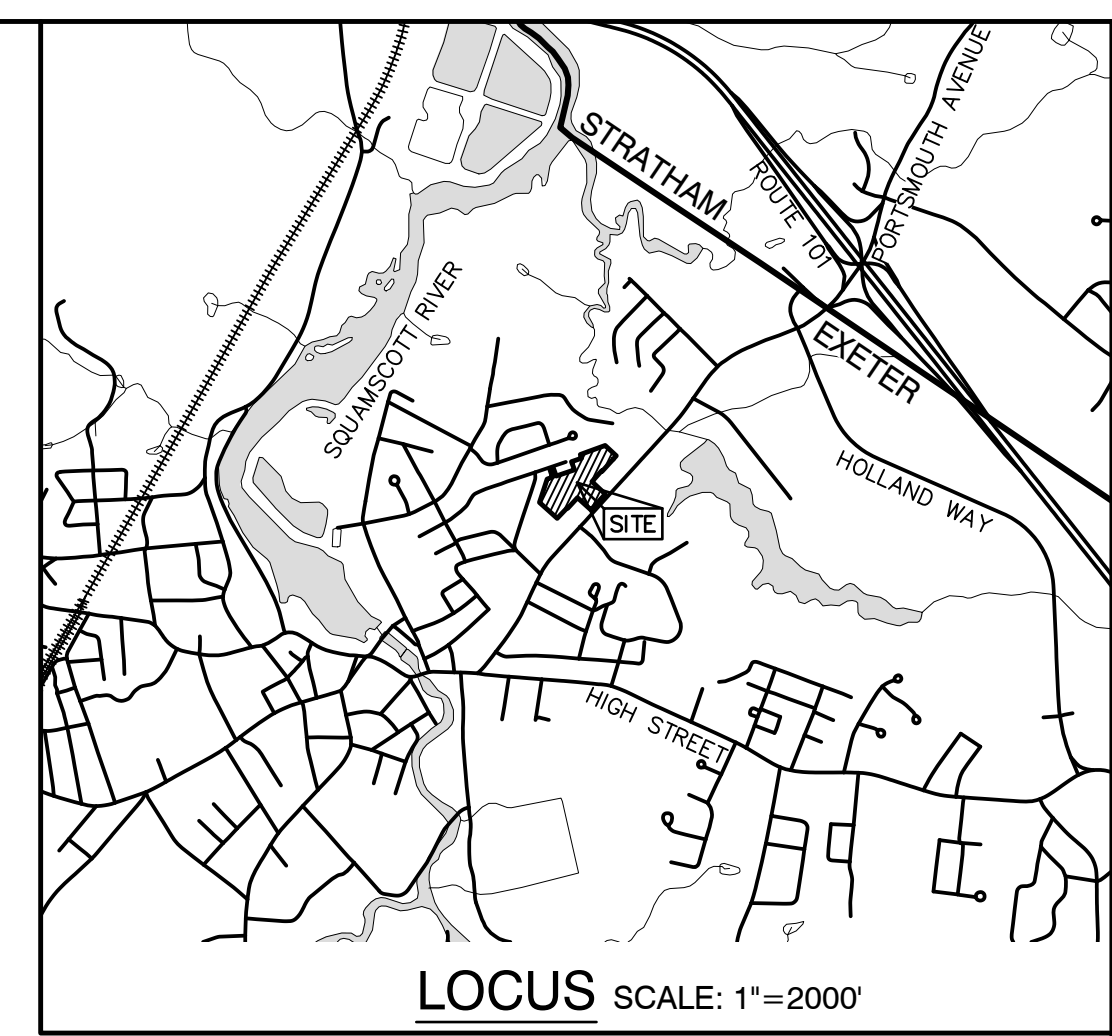 PORTSMOUTH AVENUE
STRATHAM
ROUTE 101
SQUAMSCOTT RIVER
EXETER
HOLLAND WAY
SITE
HIGH STREET
LOCUS SCALE: 1"=2000'